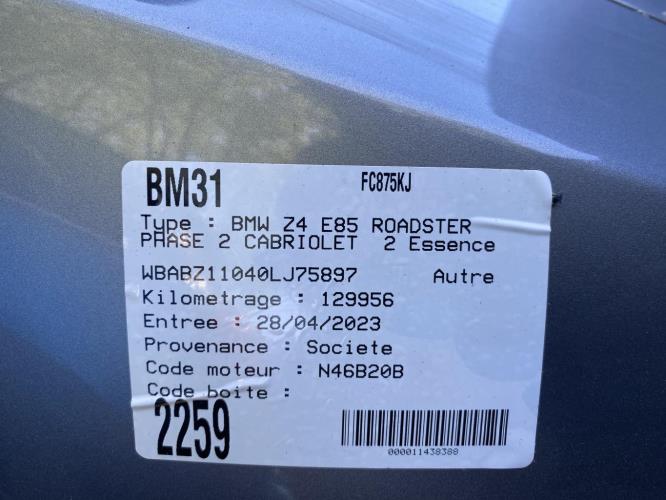 BM31 FC875KJ
Type : BMW Z4 E85 ROADSTER
PHASE 2 CABRIOLET 2 Essence
WBABZ11040LJ75897 Autre
Kilometrage : 129956
Entree : 28/04/2023
Provenance : Societe
Code moteur : N46B20B
Code boite :
2259
000011438388